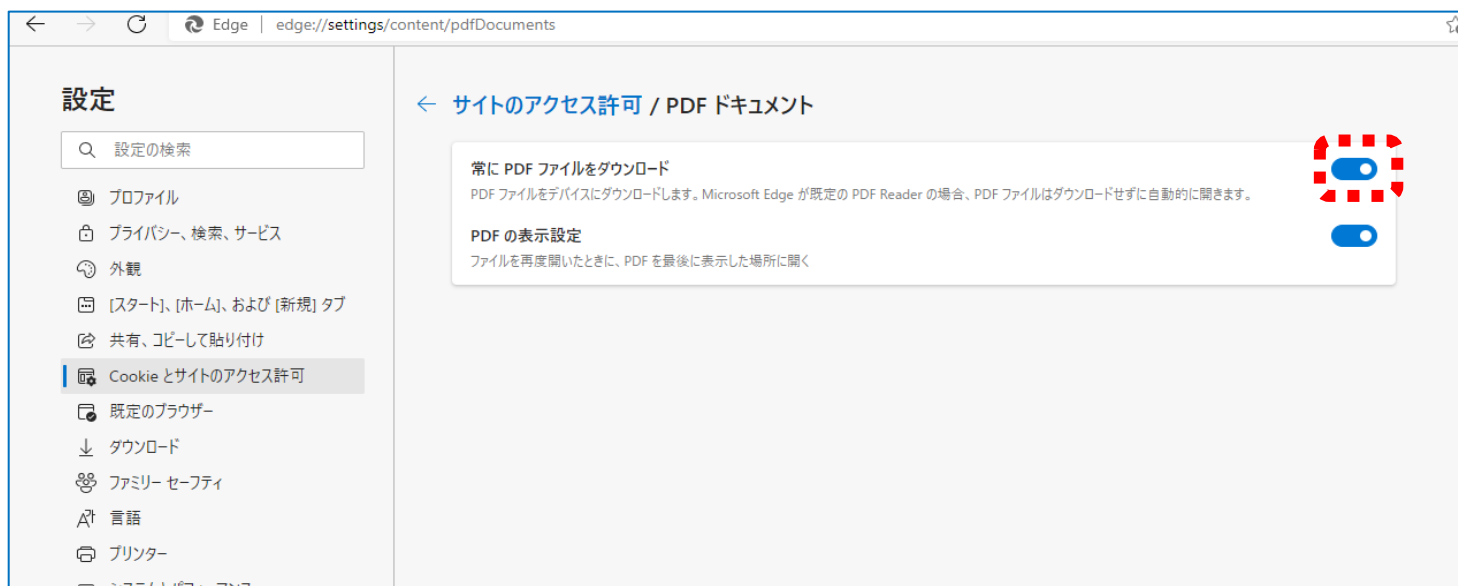 Edge | edge://settings/content/pdfDocuments
設定
設定の検索
プロファイル
プライバシー、検索、サービス
外観
[スタート]、[ホーム]、および [新規] タブ
共有、コピーして貼り付け
Cookie とサイトのアクセス許可
既定のブラウザー
ダウンロード
ファミリー セーフティ
言語
プリンター
サイトのアクセス許可 / PDF ドキュメント
常に PDF ファイルをダウンロード
PDF ファイルをデバイスにダウンロードします。Microsoft Edge が既定の PDF Reader の場合、PDF ファイルはダウンロードせずに自動的に開きます。
PDF の表示設定
ファイルを再度開いたときに、PDF を最後に表示した場所に開く